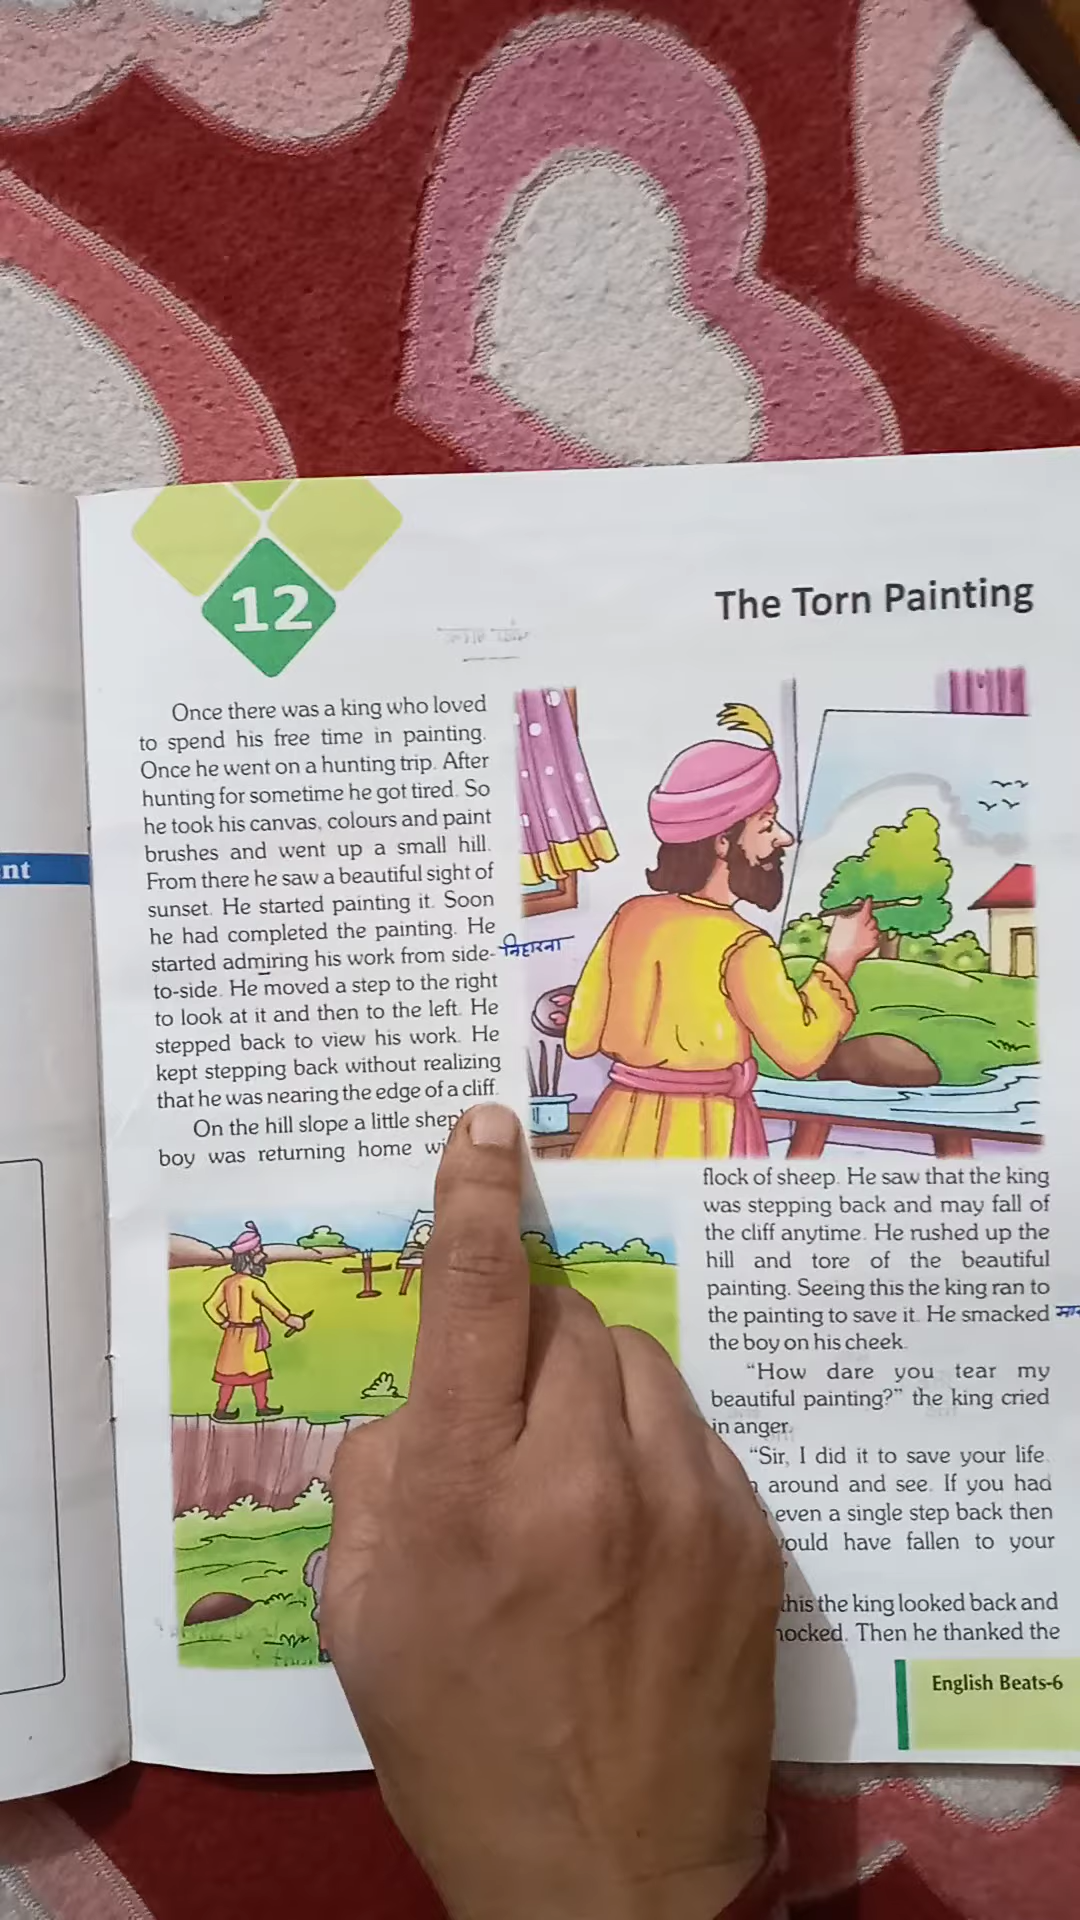 nt
12
The Torn Painting
Once there was a king who loved
to spend his free time in painting.
Once he went on a hunting trip. After
hunting for sometime he got tired. So
he took his canvas, colours and paint
brushes and went up a small hill.
From there he saw a beautiful sight of
sunset. He started painting it. Soon
he had completed the painting. He
started admiring his work from side- निहारना
to-side. He moved a step to the right
to look at it and then to the left. He
stepped back to view his work. He
kept stepping back without realizing
that he was nearing the edge of a cliff.
On the hill slope a little shep
boy was returning home wi
flock of sheep. He saw that the king
was stepping back and may fall of
the cliff anytime. He rushed up the
hill and tore of the beautiful
painting. Seeing this the king ran to
the painting to save it. He smacked
the boy on his cheek.
“How dare you tear my
beautiful painting?” the king cried
in anger.
“Sir, I did it to save your life.
around and see. If you had
even a single step back then
ould have fallen to your
this the king looked back and
hocked. Then he thanked the
English Beats-6